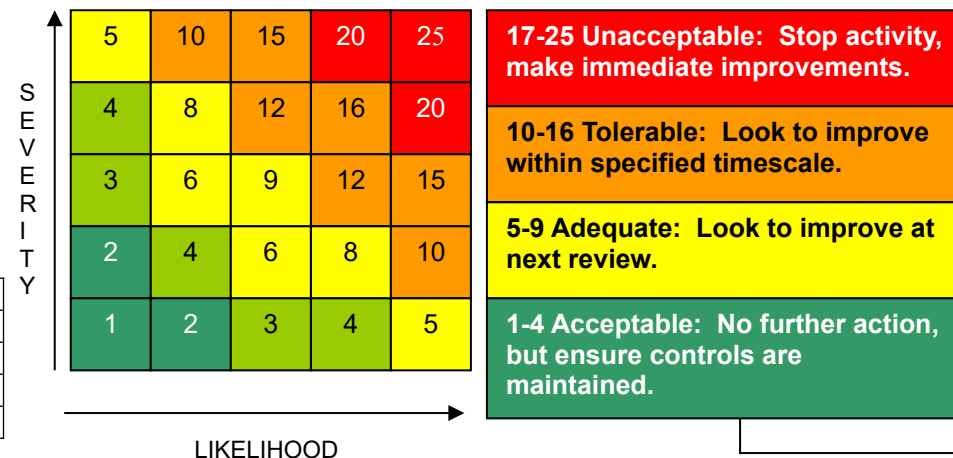 SEVERITY
5 10 15 20 25
4 8 12 16 20
3 6 9 12 15
2 4 6 8 10
1 2 3 4 5
LIKELIHOOD
17-25 Unacceptable: Stop activity,
make immediate improvements.
10-16 Tolerable: Look to improve
within specified timescale.
5-9 Adequate: Look to improve at
next review.
1-4 Acceptable: No further action,
but ensure controls are
maintained.